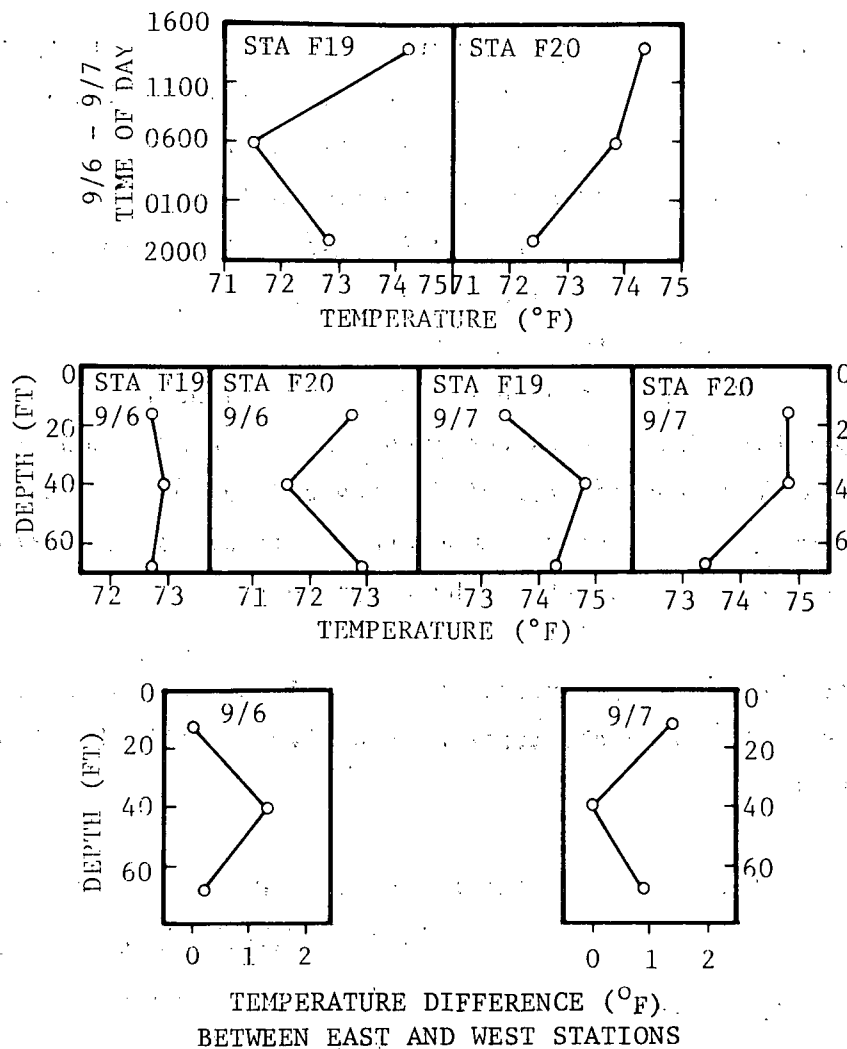 1600
STA F19 STA F20
1100
0600
0100
2000
9/6 - 9/7
TIME OF DAY
71 72 73 74 75 71 72 73 74 75
TEMPERATURE (°F)
0 STA F19 STA F20 STA F19 STA F20 0
9/6 9/6 9/7 9/7
20 2
40 4
60 6
DEPTH (FT)
72 73 71 72 73 73 74 75 73 74 75
TEMPERATURE (°F)
0 9/6 9/7 0
20 20
40 40
60 60
DEPTH (FT)
0 1 2 0 1 2
TEMPERATURE DIFFERENCE (°F)
BETWEEN EAST AND WEST STATIONS